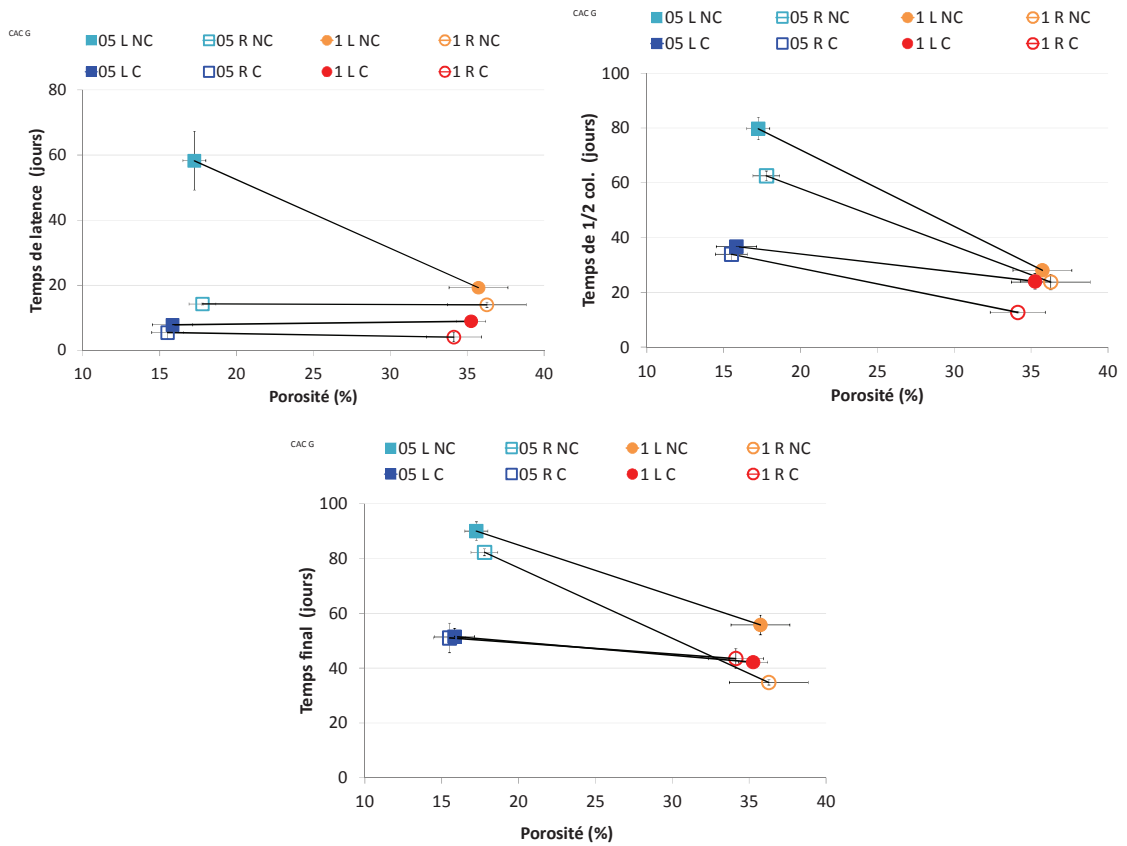 CAC G
05 L NC 05 R NC 1 L NC 1 R NC
05 L C 05 R C 1 L C 1 R C
80
60
40
20
0
10 15 20 25 30 35 40
Temps de latence (jours)
Porosité (%)
CAC G
05 L NC 05 R NC 1 L NC 1 R NC
05 L C 05 R C 1 L C 1 R C
100
80
60
40
20
0
10 15 20 25 30 35 40
Temps de 1/2 col. (jours)
Porosité (%)
CAC G
05 L NC 05 R NC 1 L NC 1 R NC
05 L C 05 R C 1 L C 1 R C
100
80
60
40
20
0
10 15 20 25 30 35 40
Temps final (jours)
Porosité (%)